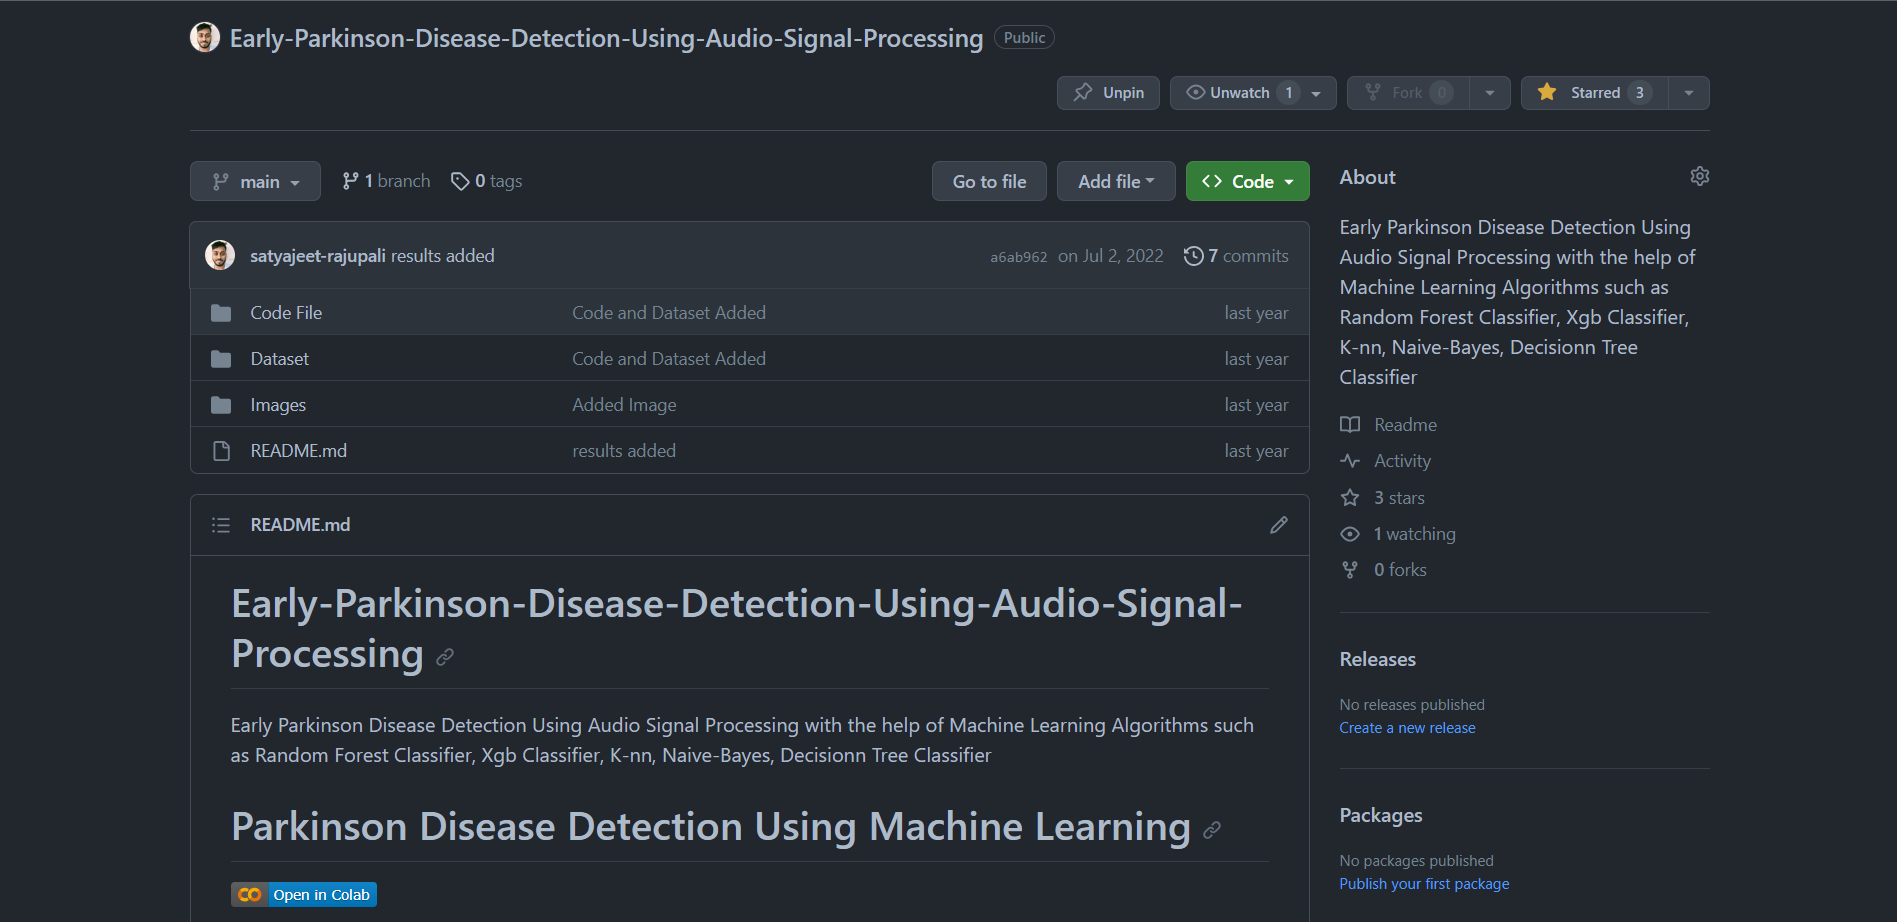 Early-Parkinson-Disease-Detection-Using-Audio-Signal-Processing Public
Unpin Unwatch 1 Fork 0 Starred 3
main 1 branch 0 tags Go to file Add file Code
satyajeet-rajupali results added a6ab962 on Jul 2, 2022 7 commits
Code File Code and Dataset Added last year
Dataset Code and Dataset Added last year
Images Added Image last year
README.md results added last year
README.md
Early-Parkinson-Disease-Detection-Using-Audio-Signal-
Processing
Early Parkinson Disease Detection Using Audio Signal Processing with the help of Machine Learning Algorithms such
as Random Forest Classifier, Xgb Classifier, K-nn, Naive-Bayes, Decisionn Tree Classifier
Parkinson Disease Detection Using Machine Learning
Open in Colab
About
Early Parkinson Disease Detection Using
Audio Signal Processing with the help of
Machine Learning Algorithms such as
Random Forest Classifier, Xgb Classifier,
K-nn, Naive-Bayes, Decisionn Tree
Classifier
Readme
Activity
3 stars
1 watching
0 forks
Releases
No releases published
Create a new release
Packages
No packages published
Publish your first package